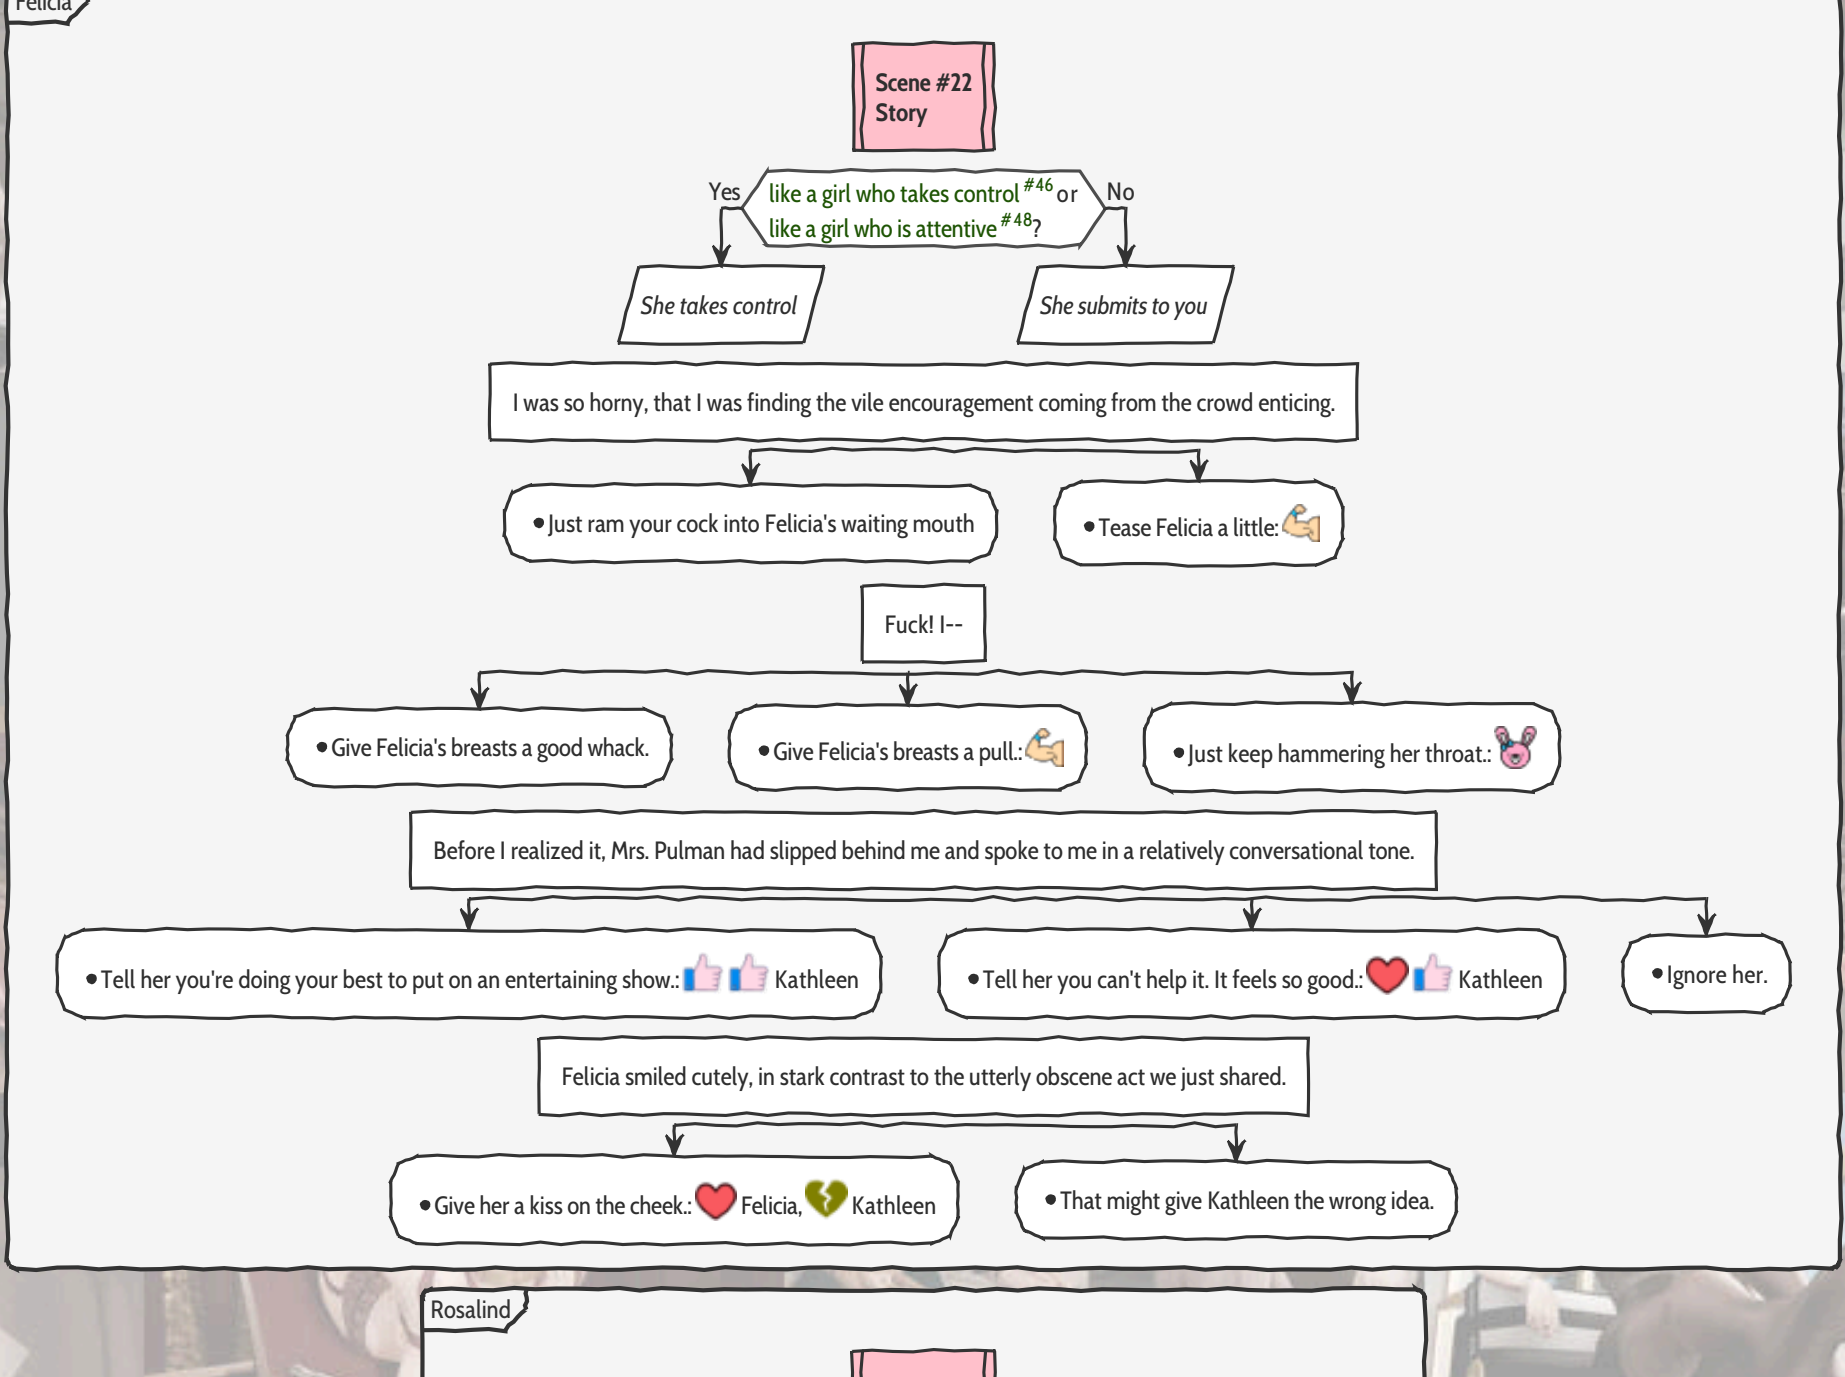 Felicia
Scene #22
Story
Yes
like a girl who takes control #46 or
No
like a girl who is attentive #48?
She takes control
She submits to you
I was so horny, that I was finding the vile encouragement coming from the crowd enticing.
•Just ram your cock into Felicia's waiting mouth
•Tease Felicia a little:
Fuck! I--
•Give Felicia's breasts a good whack.
•Give Felicia's breasts a pull.:
•Just keep hammering her throat.:
Before I realized it, Mrs. Pulman had slipped behind me and spoke to me in a relatively conversational tone.
•Tell her you're doing your best to put on an entertaining show.: Kathleen
•Tell her you can't help it. It feels so good.: Kathleen
•Ignore her.
Felicia smiled cutely, in stark contrast to the utterly obscene act we just shared.
•Give her a kiss on the cheek.: Felicia, Kathleen
•That might give Kathleen the wrong idea.
Rosalind